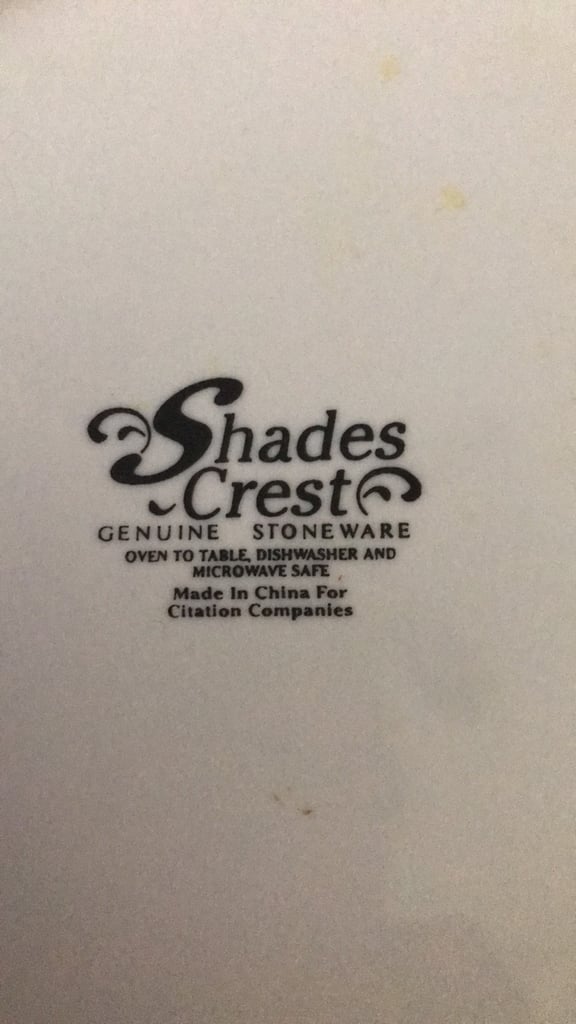 Shades
Crest
GENUINE STONEWARE
OVEN TO TABLE, DISHWASHER AND
MICROWAVE SAFE
Made In China For
Citation Companies